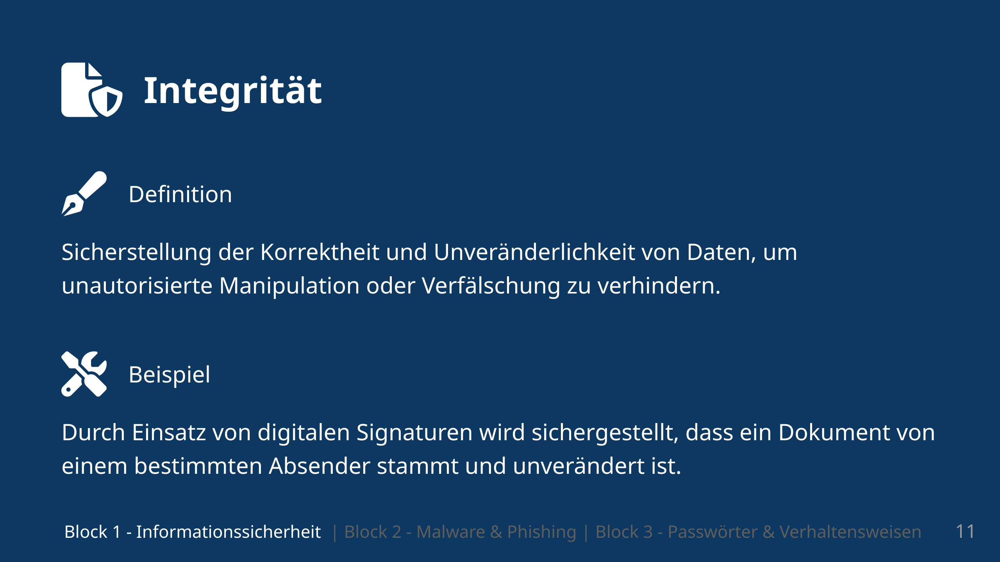 Integrität
Definition
Sicherstellung der Korrektheit und Unveränderlichkeit von Daten, um
unautorisierte Manipulation oder Verfälschung zu verhindern.
Beispiel
Durch Einsatz von digitalen Signaturen wird sichergestellt, dass ein Dokument von
einem bestimmten Absender stammt und unverändert ist.
Block 1 - Informationssicherheit | Block 2 - Malware & Phishing | Block 3 - Passwörter & Verhaltensweisen 11